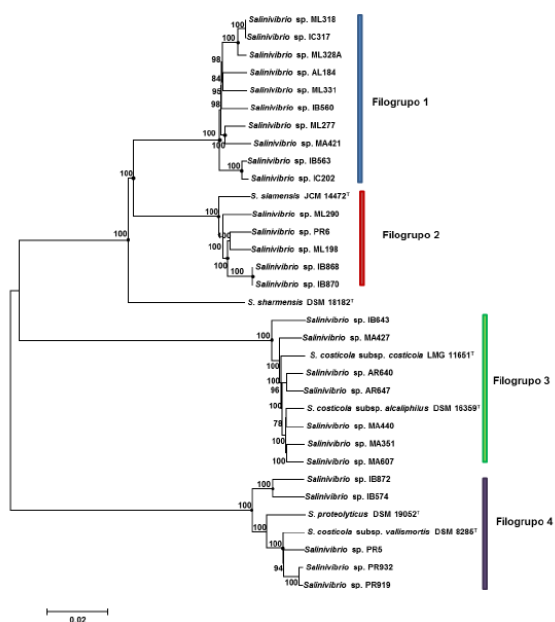 Salinivibrio sp. ML318
100
Salinivibrio sp. IC317
100
Salinivibrio sp. ML328A
98
Salinivibrio sp. AL184
84
Salinivibrio sp. ML331
95
Filogrupo 1
98
Salinivibrio sp. IB560
Salinivibrio sp. ML277
100
100
Salinivibrio sp. MA421
Salinivibrio sp. IB563
100
Salinivibrio sp. IC202
S. siamensis JCM 14472T
100
Salinivibrio sp. ML290
100
Salinivibrio sp. PR6
Filogrupo 2
100
100
Salinivibrio sp. ML198
Salinivibrio sp. IB868
100
Salinivibrio sp. IB870
S. sharmensis DSM 18182T
100
Salinivibrio sp. IB643
100
Salinivibrio sp. MA427
S. costicola subsp. costicola LMG 11651T
100
Salinivibrio sp. AR640
Filogrupo 3
100
96
Salinivibrio sp. AR647
100
S. costicola subsp. alcaliphilus DSM 16359T
78
Salinivibrio sp. MA440
Salinivibrio sp. MA351
100
Salinivibrio sp. MA607
100
Salinivibrio sp. IB872
Salinivibrio sp. IB574
100
S. proteolyticus DSM 19052T
100
Filogrupo 4
S. costicola subsp. vallismortis DSM 8285T
100
Salinivibrio sp. PR5
94
Salinivibrio sp. PR932
100
Salinivibrio sp. PR919
0.02